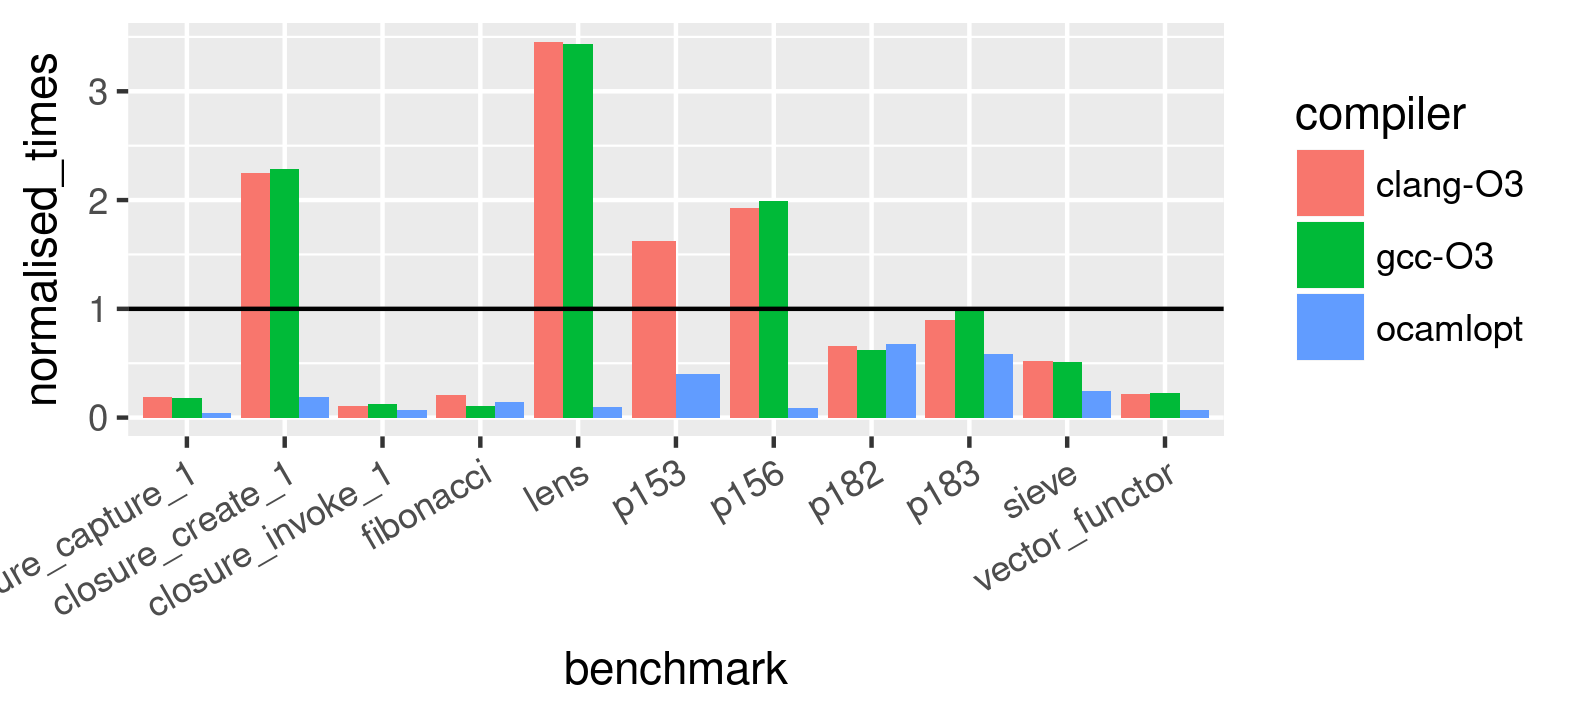 normalised_times
3
2
1
0
ure_capture_1
closure_create_1
closure_invoke_1
fibonacci
lens
p153
p156
p182
p183
sieve
vector_functor
benchmark
compiler
clang-O3
gcc-O3
ocamlopt